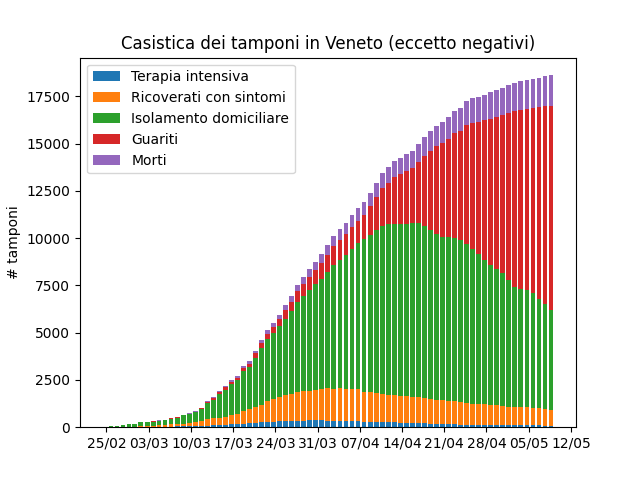 Casistica dei tamponi in Veneto (eccetto negativi)
Terapia intensiva
Ricoverati con sintomi
Isolamento domiciliare
Guariti
Morti
# tamponi
17500
15000
12500
10000
7500
5000
2500
0
25/02 03/03 10/03 17/03 24/03 31/03 07/04 14/04 21/04 28/04 05/05 12/05